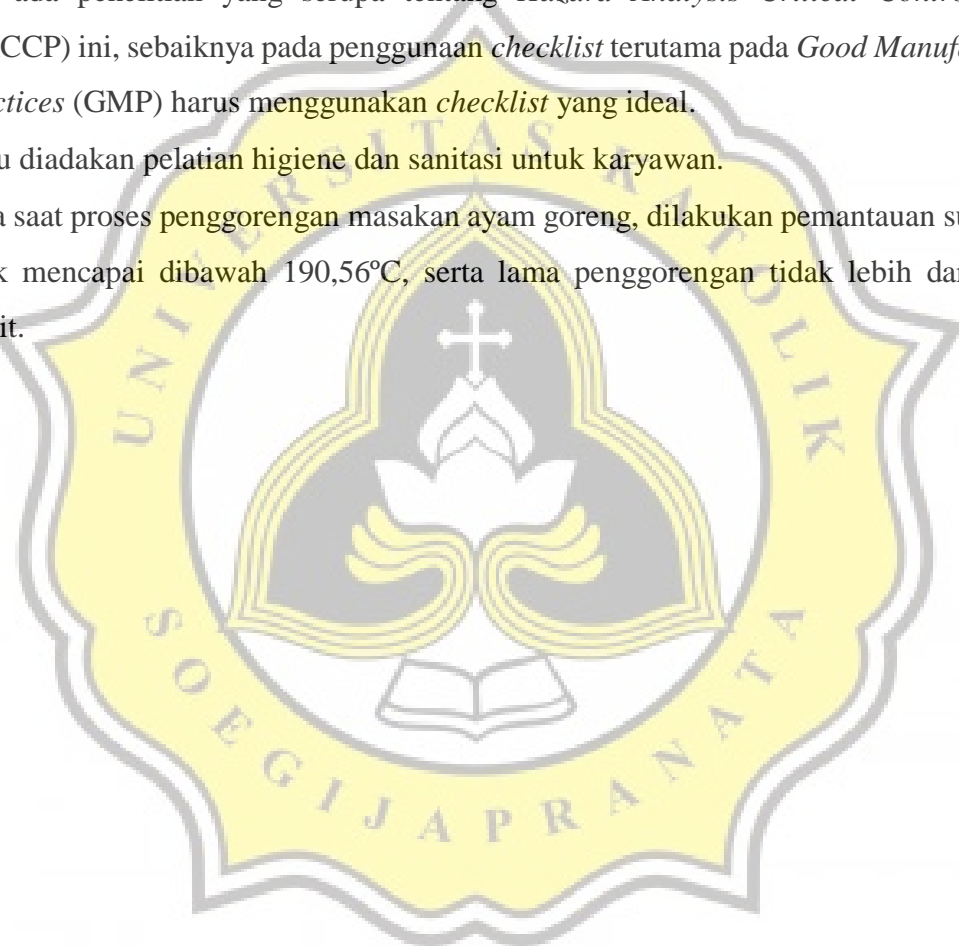 ada penelitian yang serupa tentang Hazard Analysis Critical Contro
CCP) ini, sebaiknya pada penggunaan checklist terutama pada Good Manufa
ctices (GMP) harus menggunakan checklist yang ideal.
u diadakan pelatian higiene dan sanitasi untuk karyawan.
a saat proses penggorengan masakan ayam goreng, dilakukan pemantauan su
k mencapai dibawah 190,56ºC, serta lama penggorengan tidak lebih dar
it.
UNIVERSITAS KATOLIK
SOEGIJAPRANATA